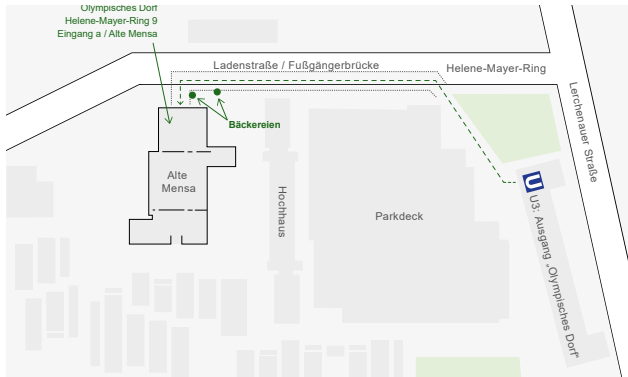 Olympisches Dorf
Helene-Mayer-Ring 9
Eingang a / Alte Mensa
Ladenstraße / Fußgängerbrücke
Helene-Mayer-Ring
Lerchenauer Straße
Bäckereien
Alte
Mensa
Hochhaus
Parkdeck
U
U3: Ausgang „Olympisches Dorf“